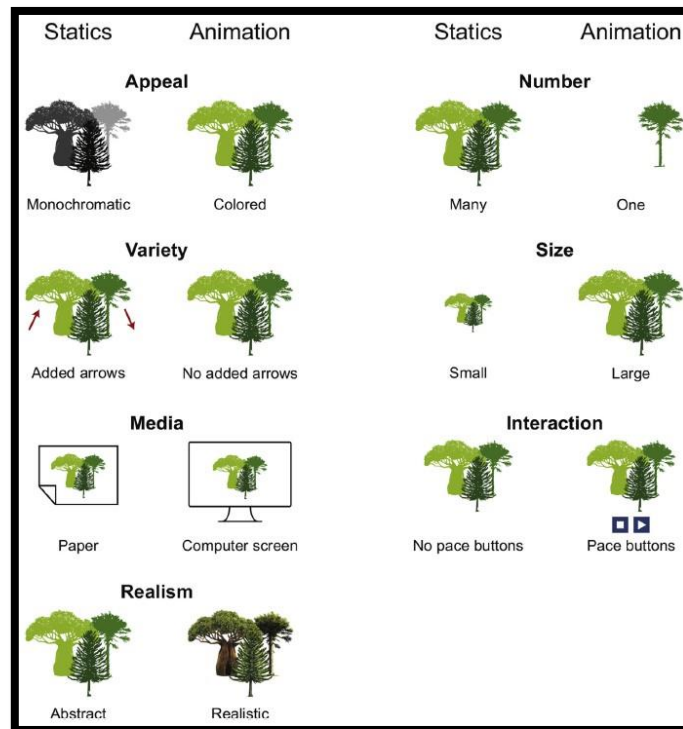 Statics Animation Statics Animation
Appeal Number
Monochromatic Colored Many One
Variety Size
Added arrows No added arrows Small Large
Media Interaction
Paper Computer screen No pace buttons Pace buttons
Realism
Abstract Realistic